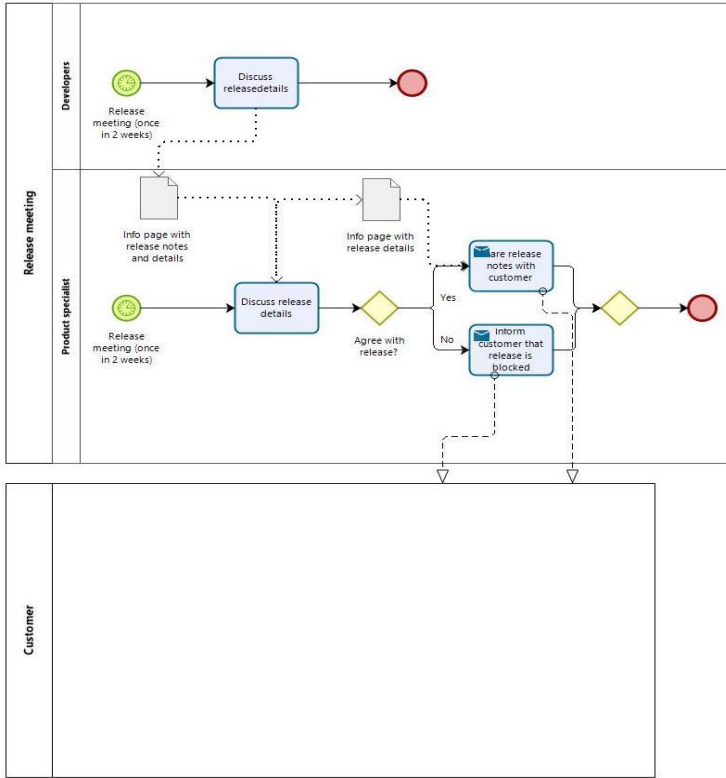 Release meeting
Developers
Release
meeting (once
in 2 weeks)
Discuss
releasedetails
Product specialist
Info page with
release notes
and details
Info page with
release details
Release
meeting (once
in 2 weeks)
Discuss release
details
Agree with
release?
Yes
No
are release
notes with
customer
Inform
customer that
release is
blocked
Customer